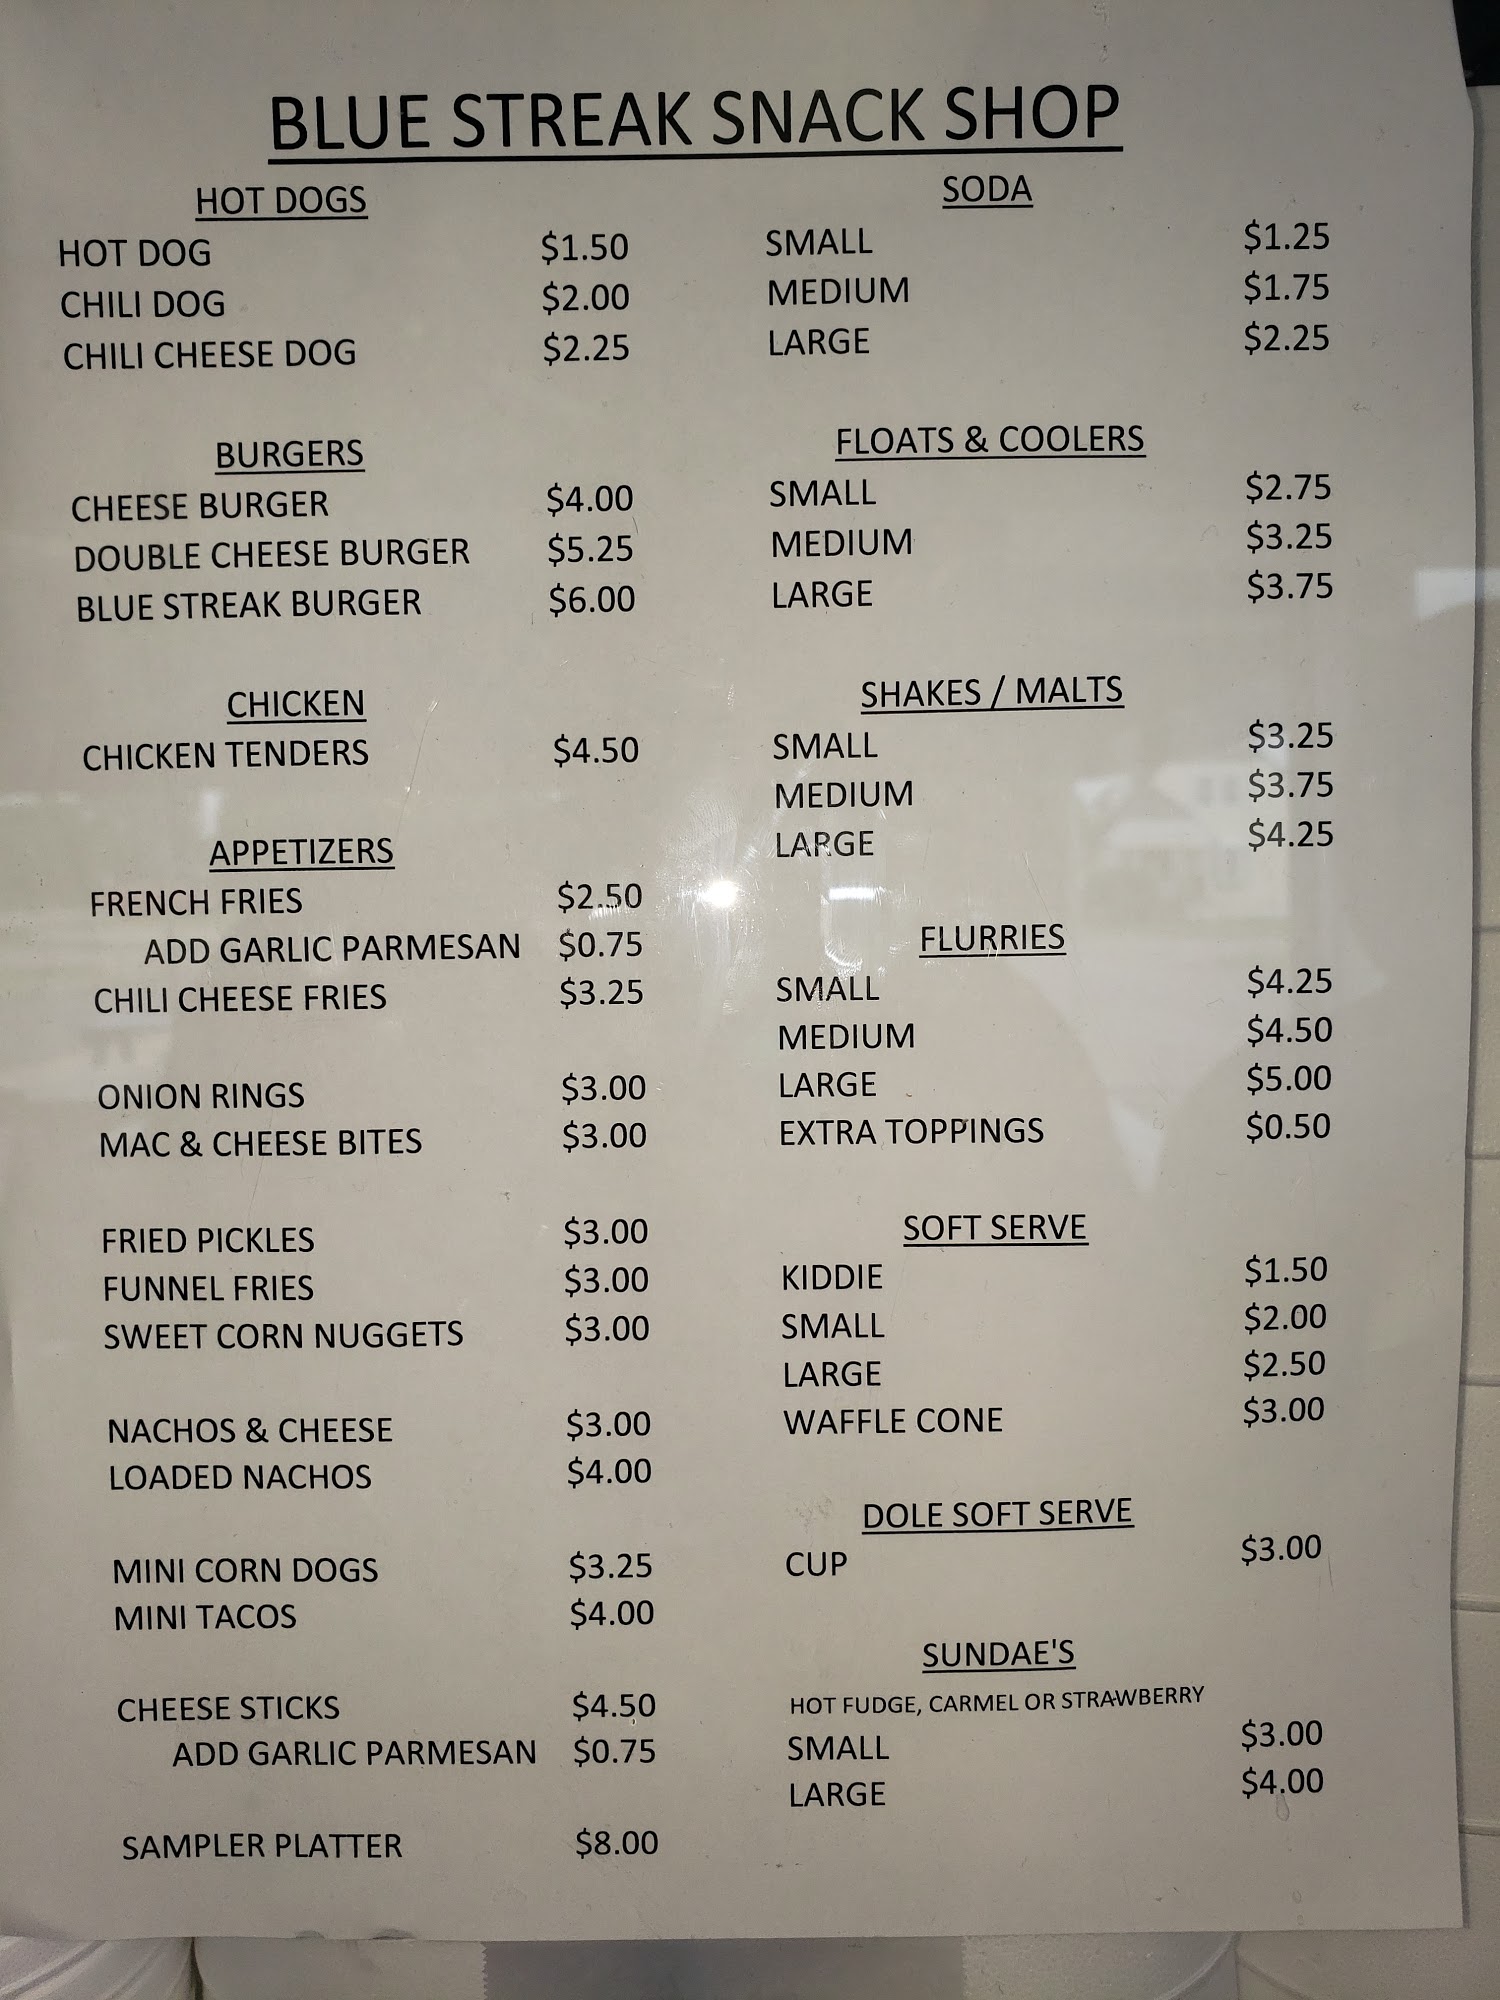 BLUE STREAK SNACK SHOP
HOT DOGS
HOT DOG $1.50
CHILI DOG $2.00
CHILI CHEESE DOG $2.25
BURGERS
CHEESE BURGER $4.00
DOUBLE CHEESE BURGER $5.25
BLUE STREAK BURGER $6.00
CHICKEN
CHICKEN TENDERS $4.50
APPETIZERS
FRENCH FRIES $2.50
ADD GARLIC PARMESAN $0.75
CHILI CHEESE FRIES $3.25
ONION RINGS $3.00
MAC & CHEESE BITES $3.00
FRIED PICKLES $3.00
FUNNEL FRIES $3.00
SWEET CORN NUGGETS $3.00
NACHOS & CHEESE $3.00
LOADED NACHOS $4.00
MINI CORN DOGS $3.25
MINI TACOS $4.00
CHEESE STICKS $4.50
ADD GARLIC PARMESAN $0.75
SAMPLER PLATTER $8.00
SODA
SMALL $1.25
MEDIUM $1.75
LARGE $2.25
FLOATS & COOLERS
SMALL $2.75
MEDIUM $3.25
LARGE $3.75
SHAKES / MALTS
SMALL $3.25
MEDIUM $3.75
LARGE $4.25
FLURRIES
SMALL $4.25
MEDIUM $4.50
LARGE $5.00
EXTRA TOPPINGS $0.50
SOFT SERVE
KIDDIE $1.50
SMALL $2.00
LARGE $2.50
WAFFLE CONE $3.00
DOLE SOFT SERVE
CUP $3.00
SUNDAE'S
HOT FUDGE, CARMEL OR STRAWBERRY
SMALL $3.00
LARGE $4.00